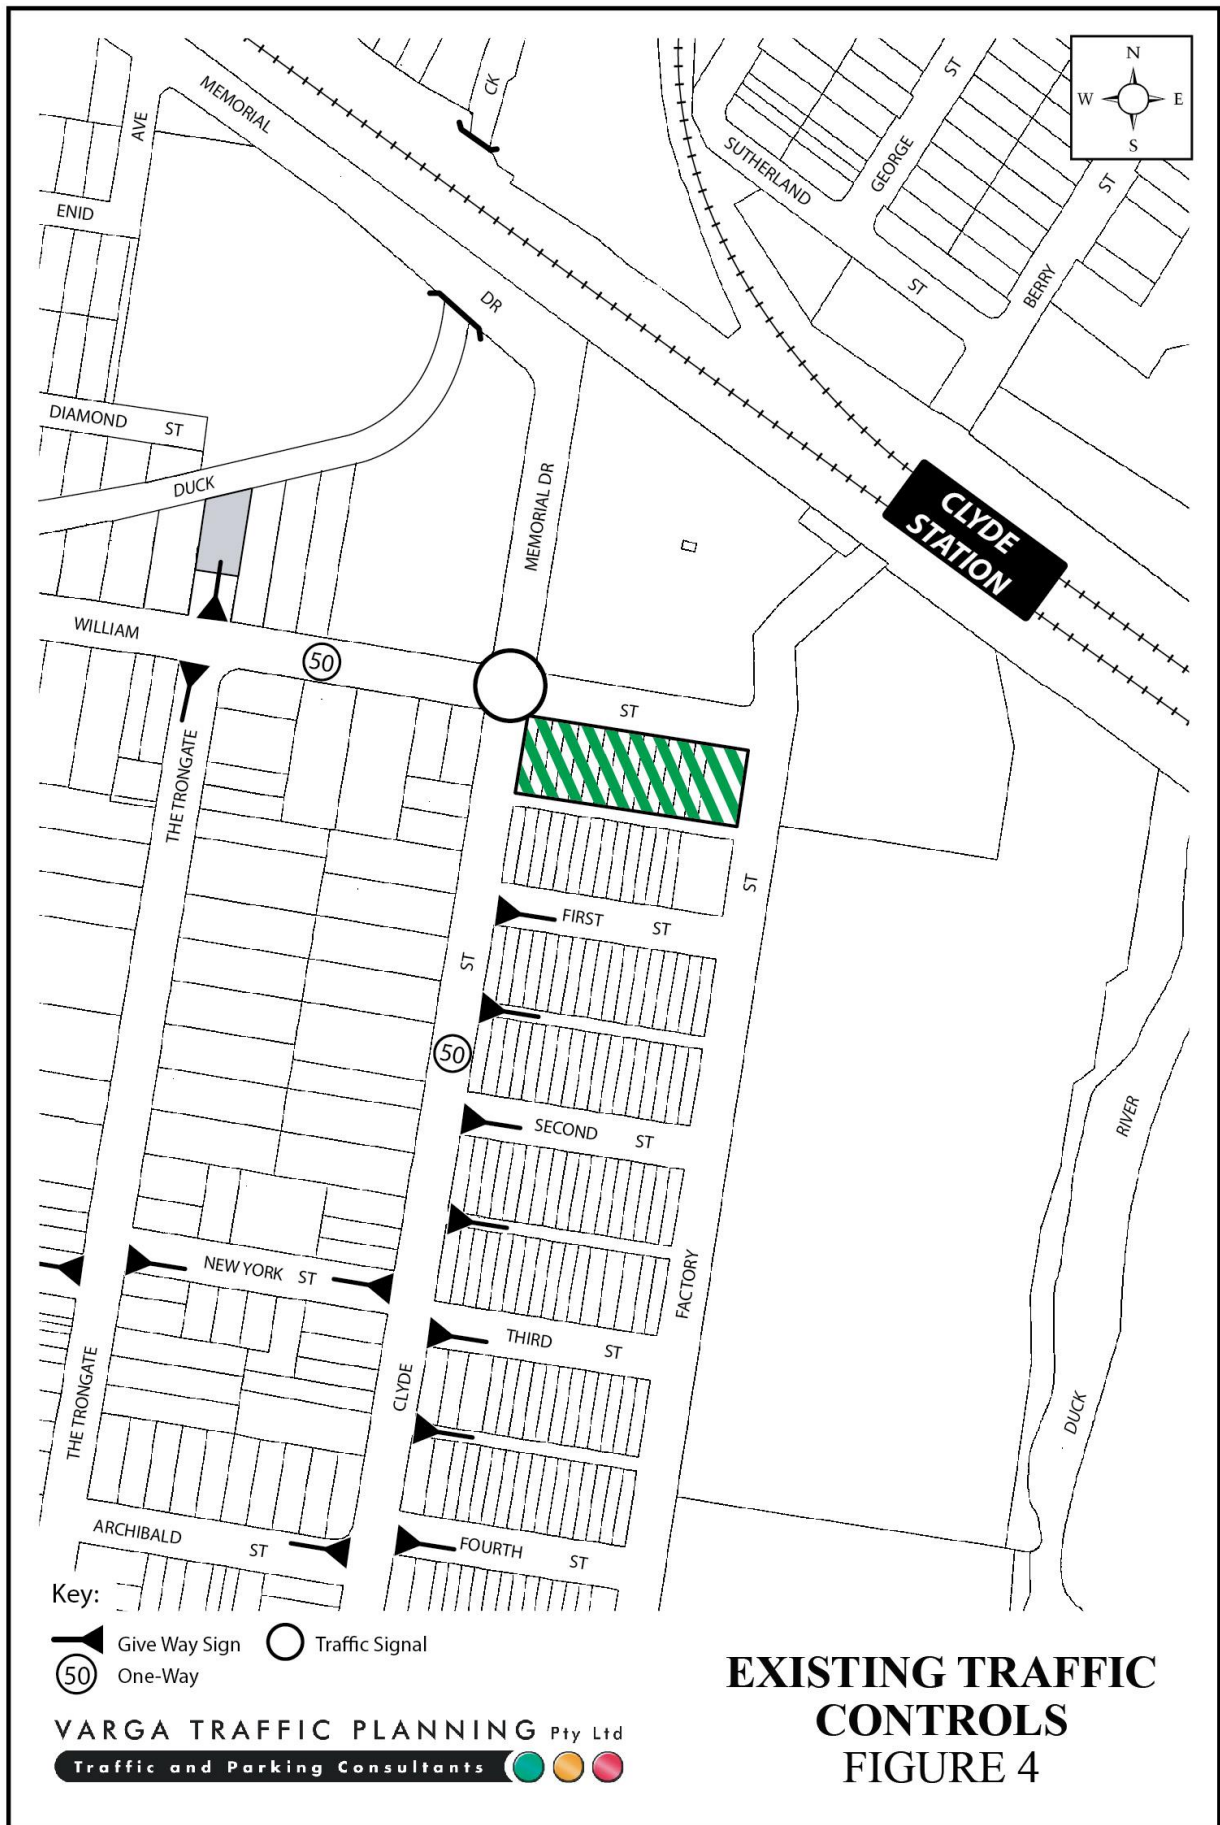 N
W E
S
CK
ST
MEMORIAL
AVE
SUTHERLAND
GEORGE
ST
ENID
ST
BERRY
DR
DIAMOND ST
DUCK
CLYDE
STATION
MEMORIAL DR
WILLIAM
50
ST
THE TRONGATE
ST
FIRST ST
ST
50
SECOND ST
RIVER
NEW YORK ST
FACTORY
THIRD ST
CLYDE
THE TRONGATE
DUCK
ARCHIBALD ST
FOURTH ST
Key:
Give Way Sign Traffic Signal
50 One-Way
EXISTING TRAFFIC
CONTROLS
FIGURE 4
VARGA TRAFFIC PLANNING Pty Ltd
Traffic and Parking Consultants